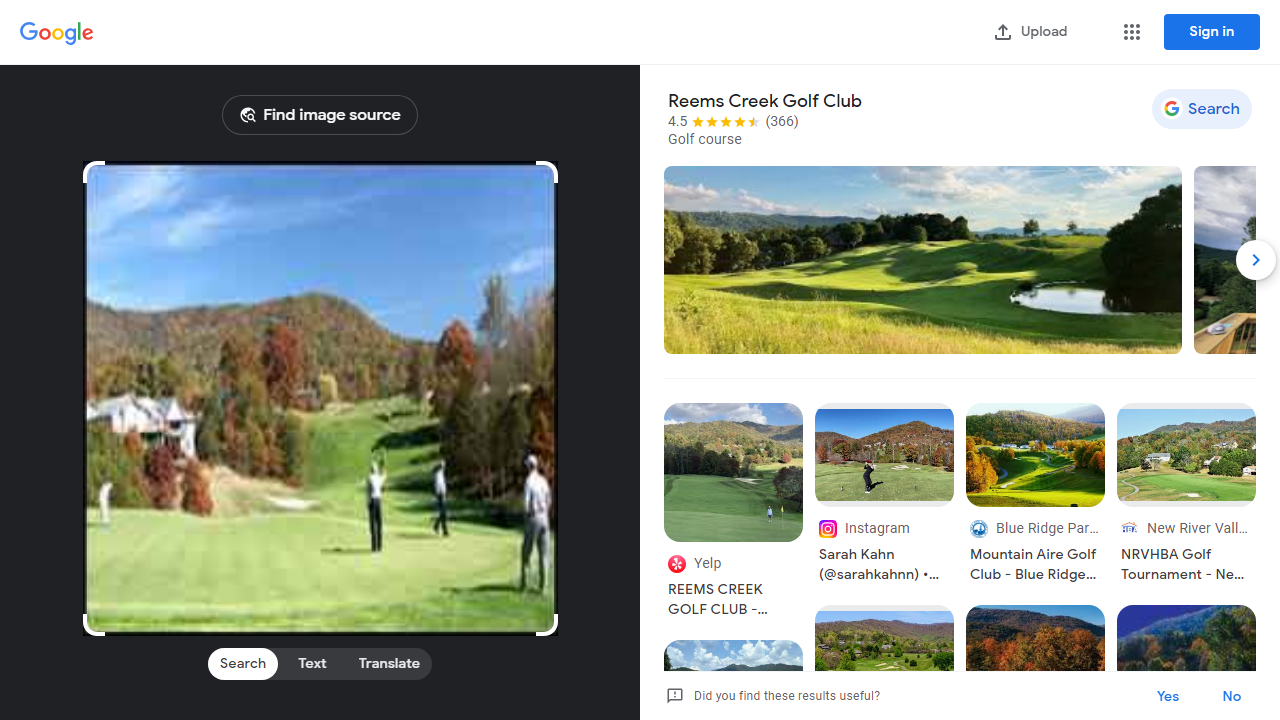 Google
Upload
Sign in
Find image source
Search
Text
Translate
Reems Creek Golf Club
4.5 (366)
Golf course
Search
Yelp
REEMS CREEK
GOLF CLUB -...
Instagram
Sarah Kahn
(@sarahkahnn) •...
Blue Ridge Par...
Mountain Aire Golf
Club - Blue Ridge...
New River Vall...
NRVHBA Golf
Tournament - Ne...
Did you find these results useful?
Yes
No